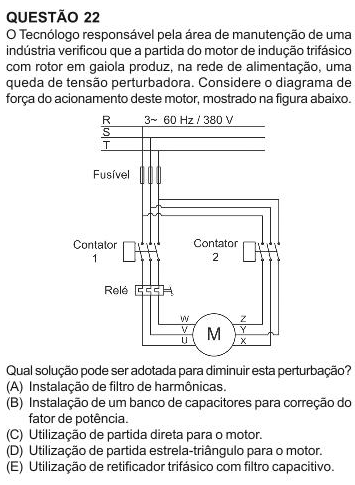 QUESTÃO 22
O Tecnólogo responsável pela área de manutenção de uma
indústria verificou que a partida do motor de indução trifásico
com rotor em gaiola produz, na rede de alimentação, uma
queda de tensão perturbadora. Considere o diagrama de
força do acionamento deste motor, mostrado na figura abaixo.
R 3~ 60 Hz / 380 V
S
T
Fusível
Contator
1
Contator
2
Relé
W Z
V M Y
U X
Qual solução pode ser adotada para diminuir esta perturbação?
(A) Instalação de filtro de harmônicas.
(B) Instalação de um banco de capacitores para correção do
fator de potência.
(C) Utilização de partida direta para o motor.
(D) Utilização de partida estrela-triângulo para o motor.
(E) Utilização de retificador trifásico com filtro capacitivo.